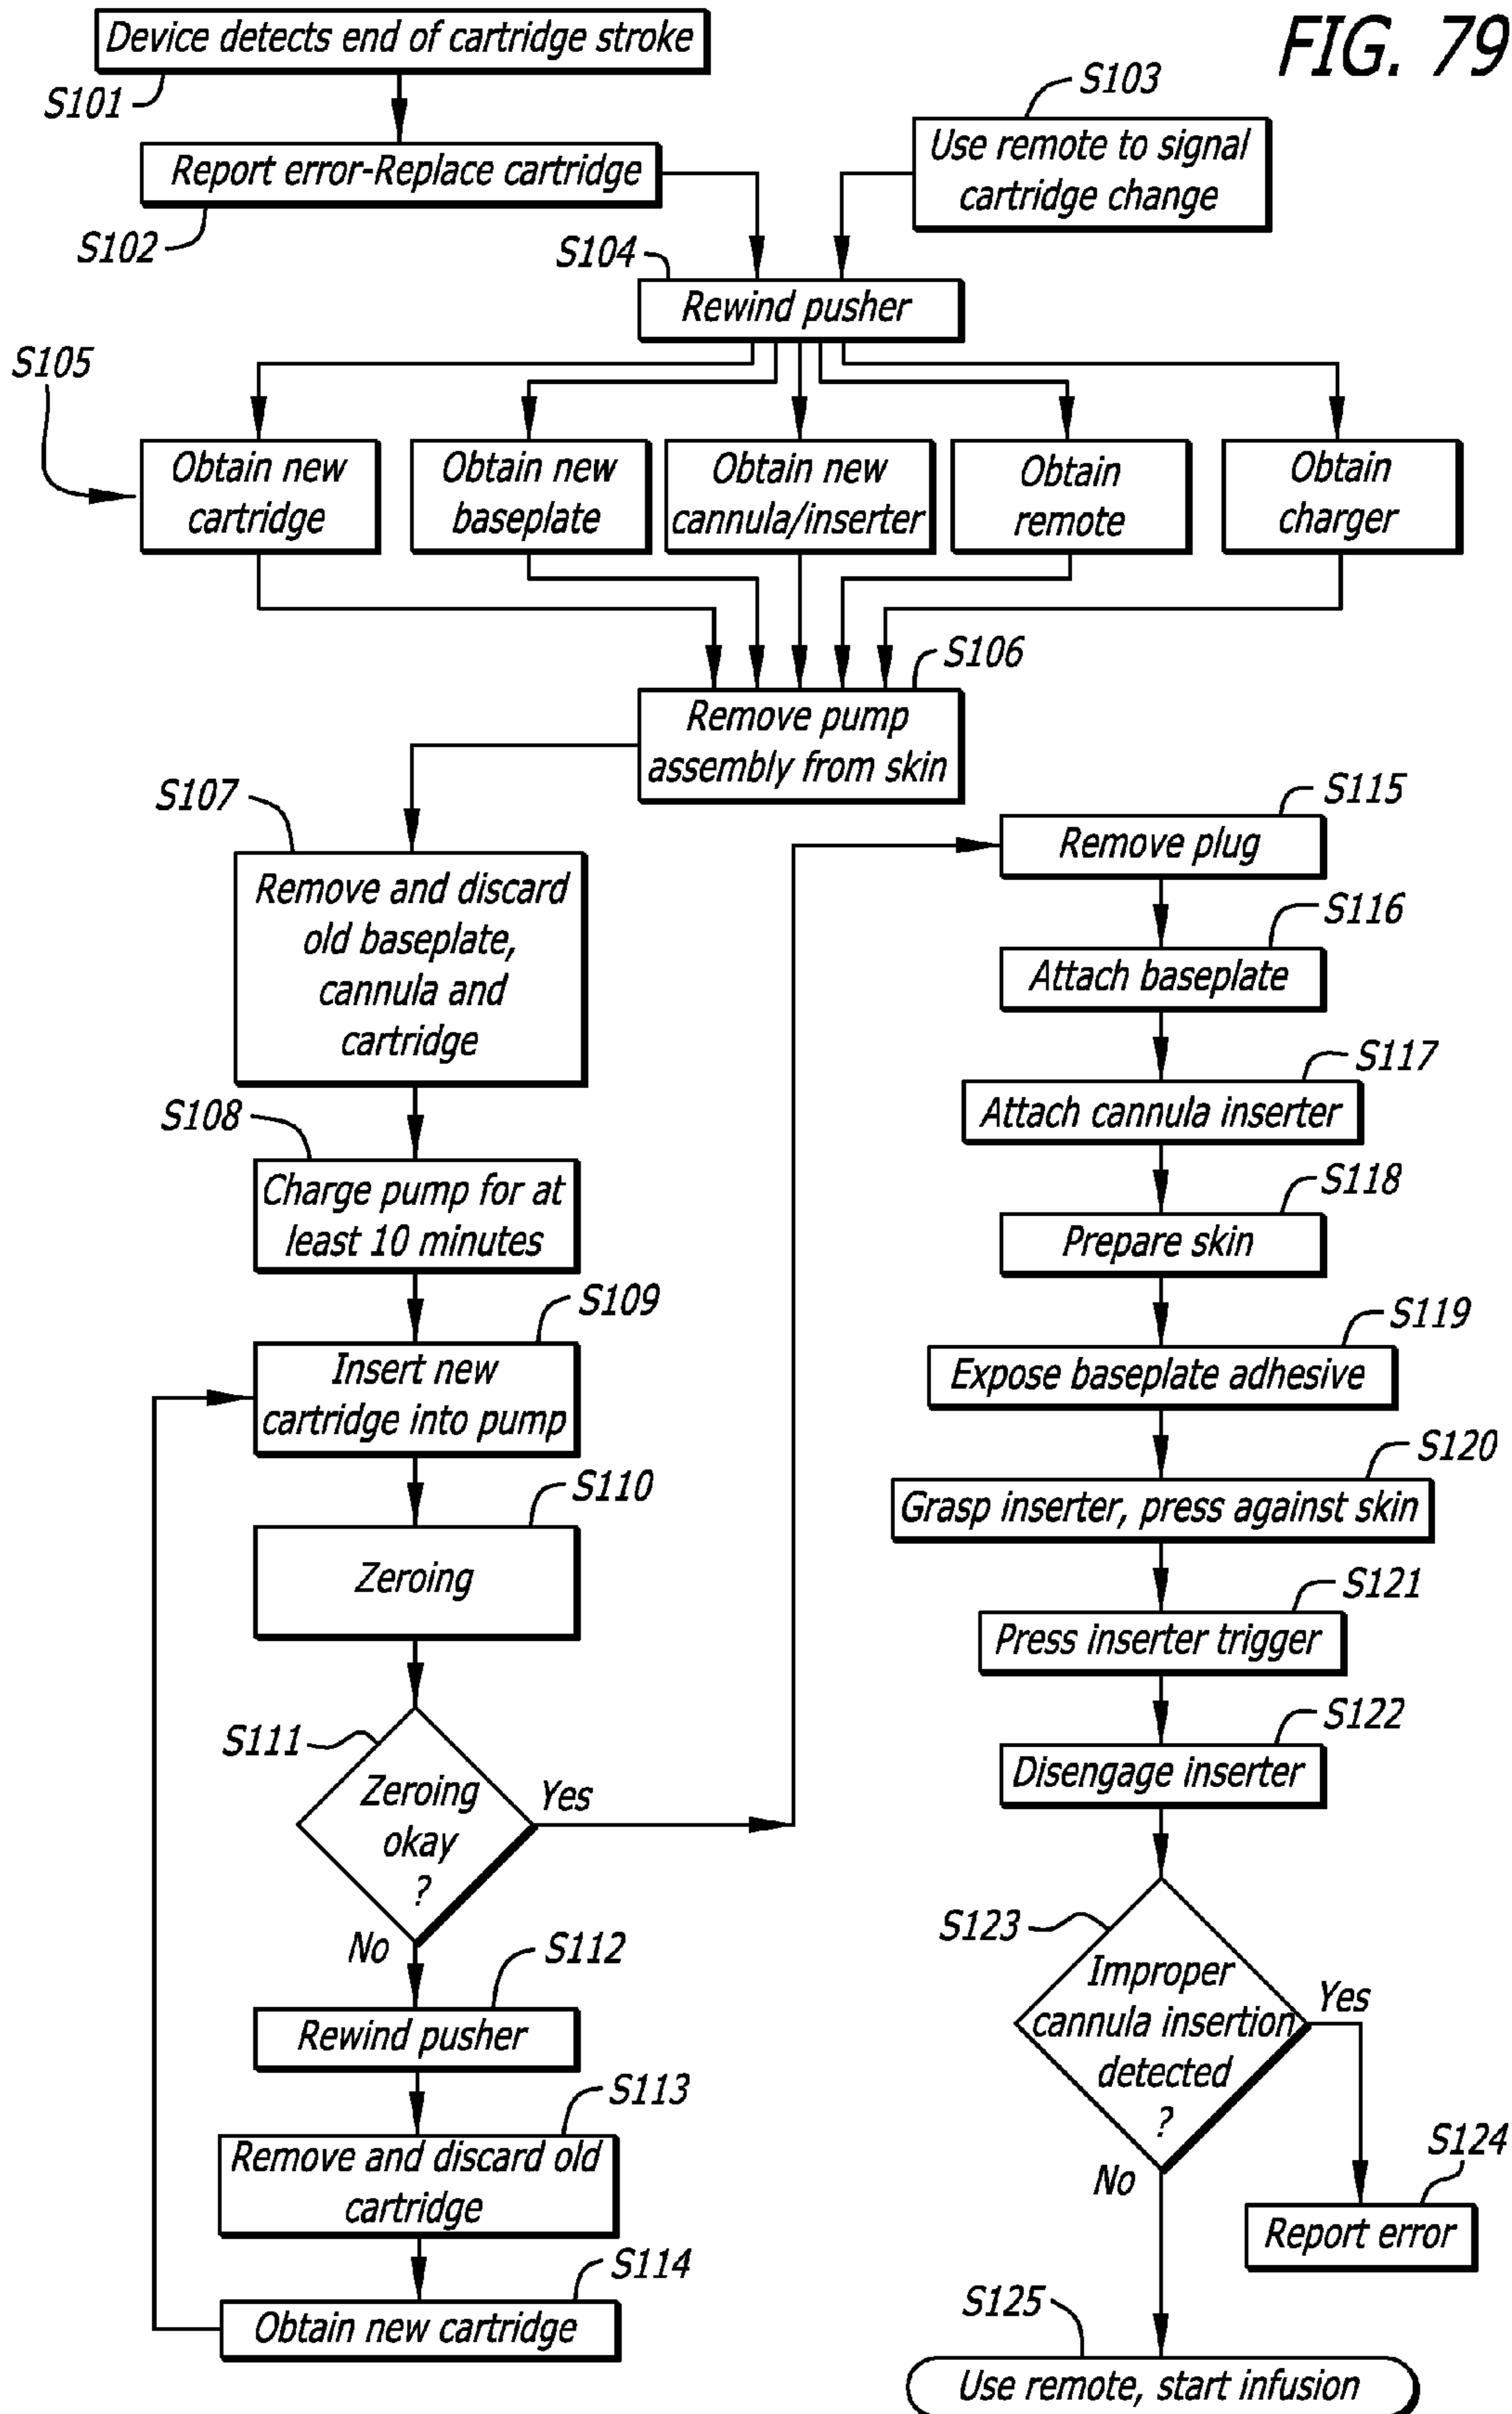 FIG. 79
Device detects end of cartridge stroke
S101
S103
Use remote to signal
cartridge change
Report error-Replace cartridge
S102
S104
Rewind pusher
S105
Obtain new
cartridge
Obtain new
baseplate
Obtain new
cannula/inserter
Obtain
remote
Obtain
charger
S106
Remove pump
assembly from skin
S107
Remove and discard
old baseplate,
cannula and
cartridge
S108
Charge pump for at
least 10 minutes
S109
Insert new
cartridge into pump
S110
Zeroing
S111
Zeroing
okay
?
Yes
No
S112
Rewind pusher
S113
Remove and discard old
cartridge
S114
Obtain new cartridge
S115
Remove plug
S116
Attach baseplate
S117
Attach cannula inserter
S118
Prepare skin
S119
Expose baseplate adhesive
S120
Grasp inserter, press against skin
S121
Press inserter trigger
S122
Disengage inserter
S123
Improper
cannula insertion
detected
?
Yes
No
S124
Report error
S125
Use remote, start infusion